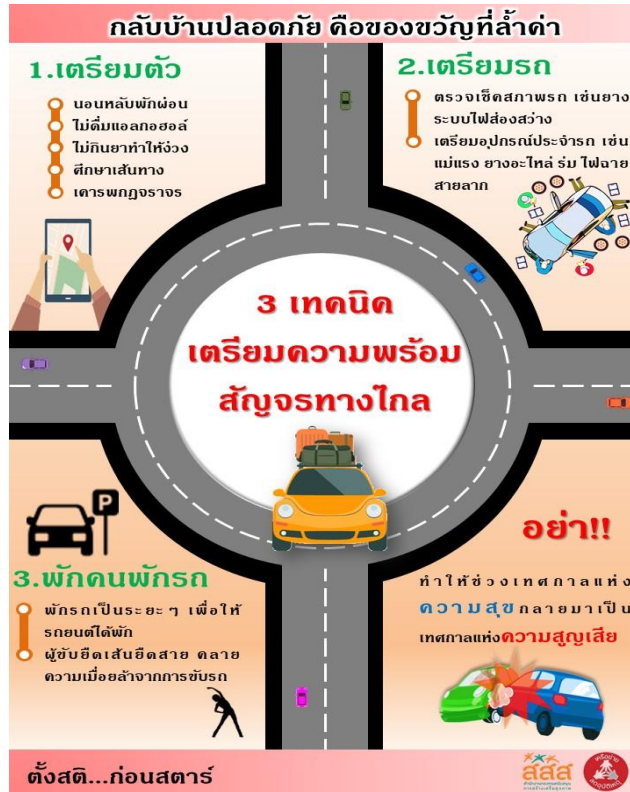 กลับบ้านปลอดภัย คือของขวัญที่ล้ำค่า
1.เตรียมตัว
นอนหลับพักผ่อน
ไม่ดื่มแอลกอฮอล์
ไม่กินยาทำให้ง่วง
ศึกษาเส้นทาง
เคารพกฎจราจร
2.เตรียมรถ
ตรวจเช็คสภาพรถ เช่นยาง
ระบบไฟส่องสว่าง
เตรียมอุปกรณ์ประจำรถ เช่น
แม่แรง ยางอะไหล่ ร่ม ไฟฉาย
สายลาก
3 เทคนิค
เตรียมความพร้อม
สัญจรทางไกล
P
3.พักคนพักรถ
พักรถเป็นระยะ ๆ เพื่อให้
รถยนต์ได้พัก
ผู้ขับยืดเส้นยืดสาย คลาย
ความเมื่อยล้าจากการขับรถ
อย่า!!
ทำให้ช่วงเทศกาลแห่ง
ความสุขกลายมาเป็น
เทศกาลแห่งความสูญเสีย
ตั้งสติ...ก่อนสตาร์
สสส